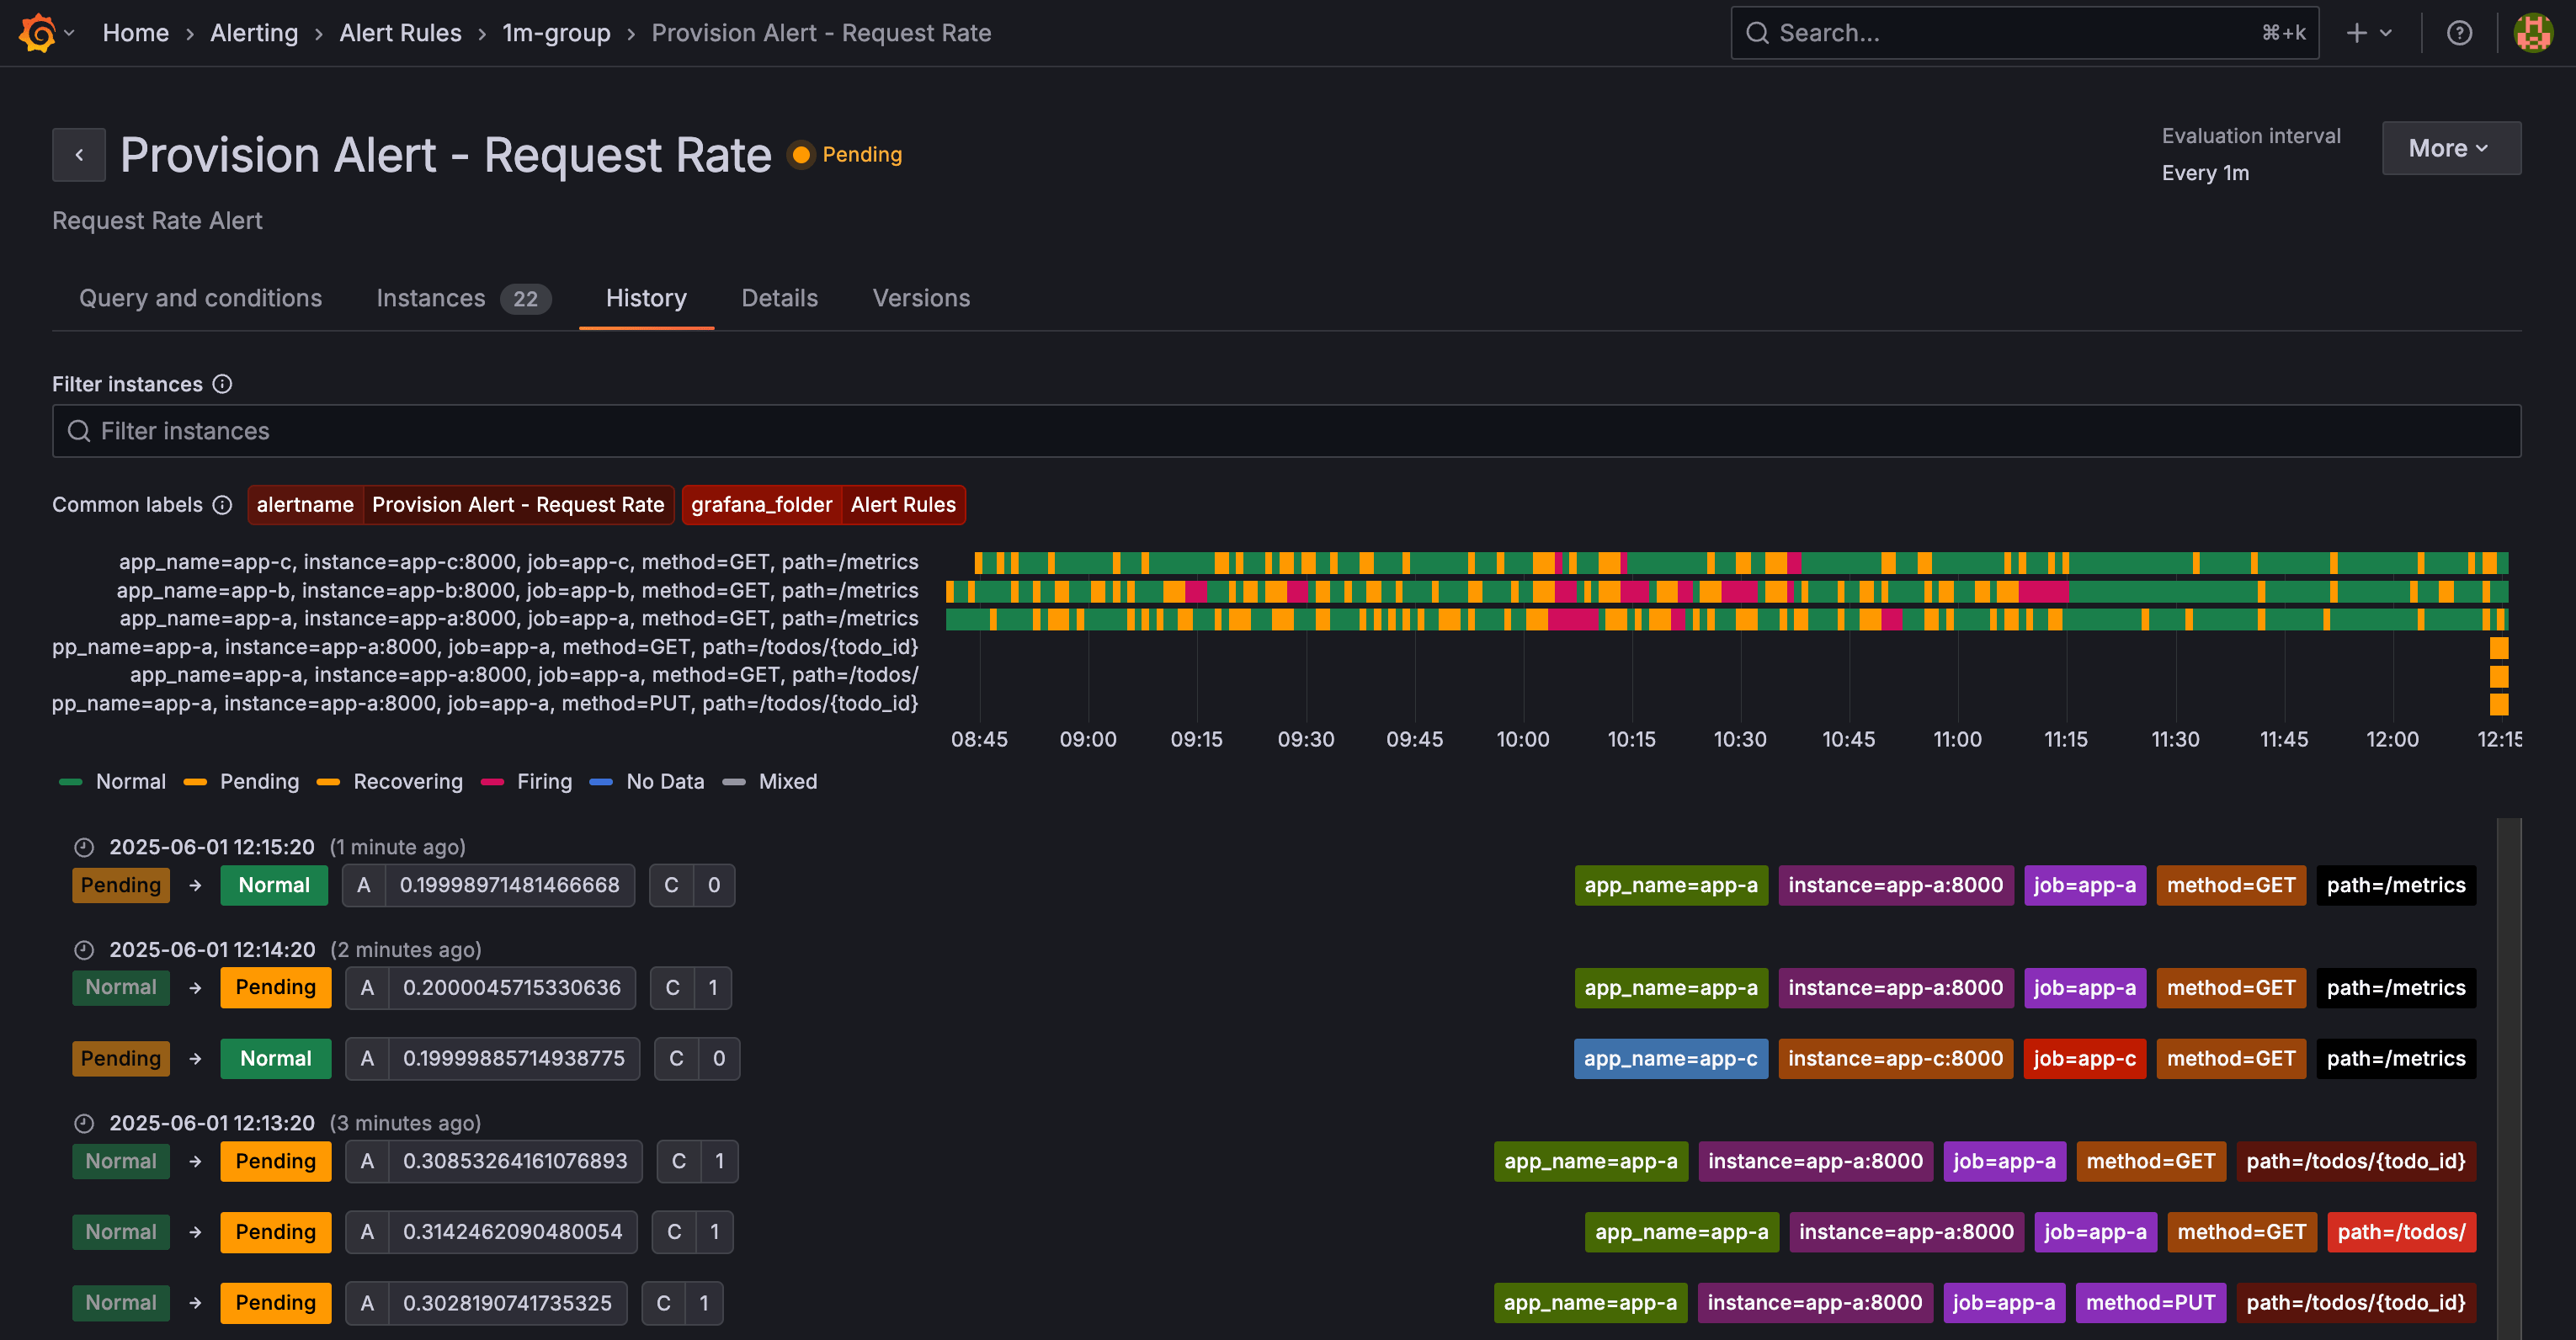 Home › Alerting › Alert Rules › 1m-group › Provision Alert - Request Rate
Search... ⌘+k
Provision Alert - Request Rate Pending
Evaluation interval
Every 1m
More
Request Rate Alert
Query and conditions Instances 22 History Details Versions
Filter instances
Filter instances
Common labels alertname Provision Alert - Request Rate grafana_folder Alert Rules
app_name=app-c, instance=app-c:8000, job=app-c, method=GET, path=/metrics
app_name=app-b, instance=app-b:8000, job=app-b, method=GET, path=/metrics
app_name=app-a, instance=app-a:8000, job=app-a, method=GET, path=/metrics
pp_name=app-a, instance=app-a:8000, job=app-a, method=GET, path=/todos/{todo_id}
app_name=app-a, instance=app-a:8000, job=app-a, method=GET, path=/todos/
pp_name=app-a, instance=app-a:8000, job=app-a, method=PUT, path=/todos/{todo_id}
08:45 09:00 09:15 09:30 09:45 10:00 10:15 10:30 10:45 11:00 11:15 11:30 11:45 12:00 12:15
Normal Pending Recovering Firing No Data Mixed
2025-06-01 12:15:20 (1 minute ago)
Pending → Normal A 0.19998971481466668 C 0 app_name=app-a instance=app-a:8000 job=app-a method=GET path=/metrics
2025-06-01 12:14:20 (2 minutes ago)
Normal → Pending A 0.2000045715330636 C 1 app_name=app-a instance=app-a:8000 job=app-a method=GET path=/metrics
Pending → Normal A 0.19999885714938775 C 0 app_name=app-c instance=app-c:8000 job=app-c method=GET path=/metrics
2025-06-01 12:13:20 (3 minutes ago)
Normal → Pending A 0.30853264161076893 C 1 app_name=app-a instance=app-a:8000 job=app-a method=GET path=/todos/{todo_id}
Normal → Pending A 0.3142462090480054 C 1 app_name=app-a instance=app-a:8000 job=app-a method=GET path=/todos/
Normal → Pending A 0.3028190741735325 C 1 app_name=app-a instance=app-a:8000 job=app-a method=PUT path=/todos/{todo_id}